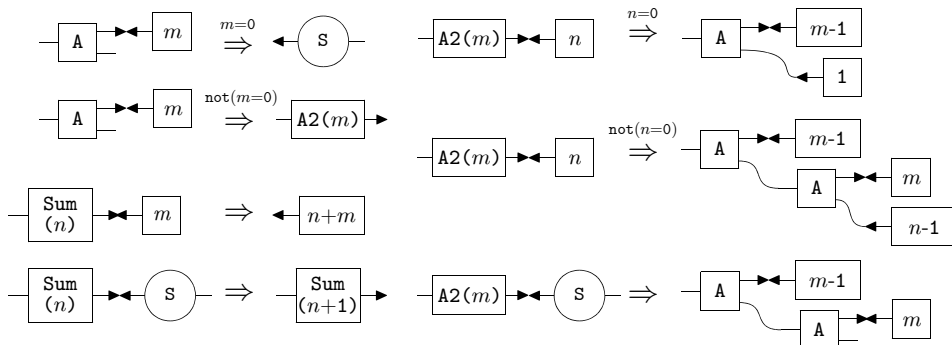 A m m=0 ⇒ S
A m not(m=0) ⇒ A2(m)
Sum (n) m ⇒ n+m
Sum (n) S ⇒ Sum (n+1)
A2(m) n n=0 ⇒ A m-1 1
A2(m) n not(n=0) ⇒ A m-1 A m n-1
A2(m) S ⇒ A m-1 A m